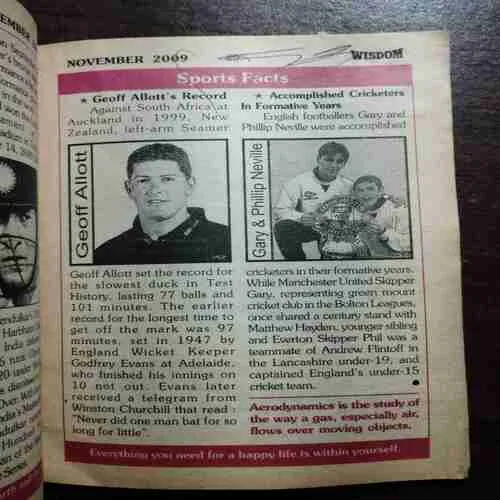 NOVEMBER 2009
WISDOM
Sports Facts
★ Geoff Allott's Record
Against South Africa at
Auckland in 1999, New
Zealand, left-arm Seamer
Geoff Allott
Geoff Allott set the record for
the slowest duck in Test
History, lasting 77 balls and
101 minutes. The earlier
record for the longest time to
get off the mark was 97
minutes, set in 1947 by
England Wicket Keeper
Godfrey Evans at Adelaide,
who finished his innings on
10 not out. Evans later
received a telegram from
Winston Churchill that read :
"Never did one man bat for so
long for little".
★ Accomplished Cricketers
In Formative Years
English footballers Gary and
Phillip Neville were accomplished
Gary & Phillip Neville
cricketers in their formative years.
While Manchester United Skipper
Gary, representing green mount
cricket club in the Bolton Leagues,
once shared a century stand with
Matthew Hayden, younger sibling
and Everton Skipper Phil was a
teammate of Andrew Flintoff in
the Lancashire under-19, and
captained England's under-15
cricket team.
Aerodynamics is the study of
the way a gas, especially air,
flows over moving objects.
Everything you need for a happy life is within yourself.